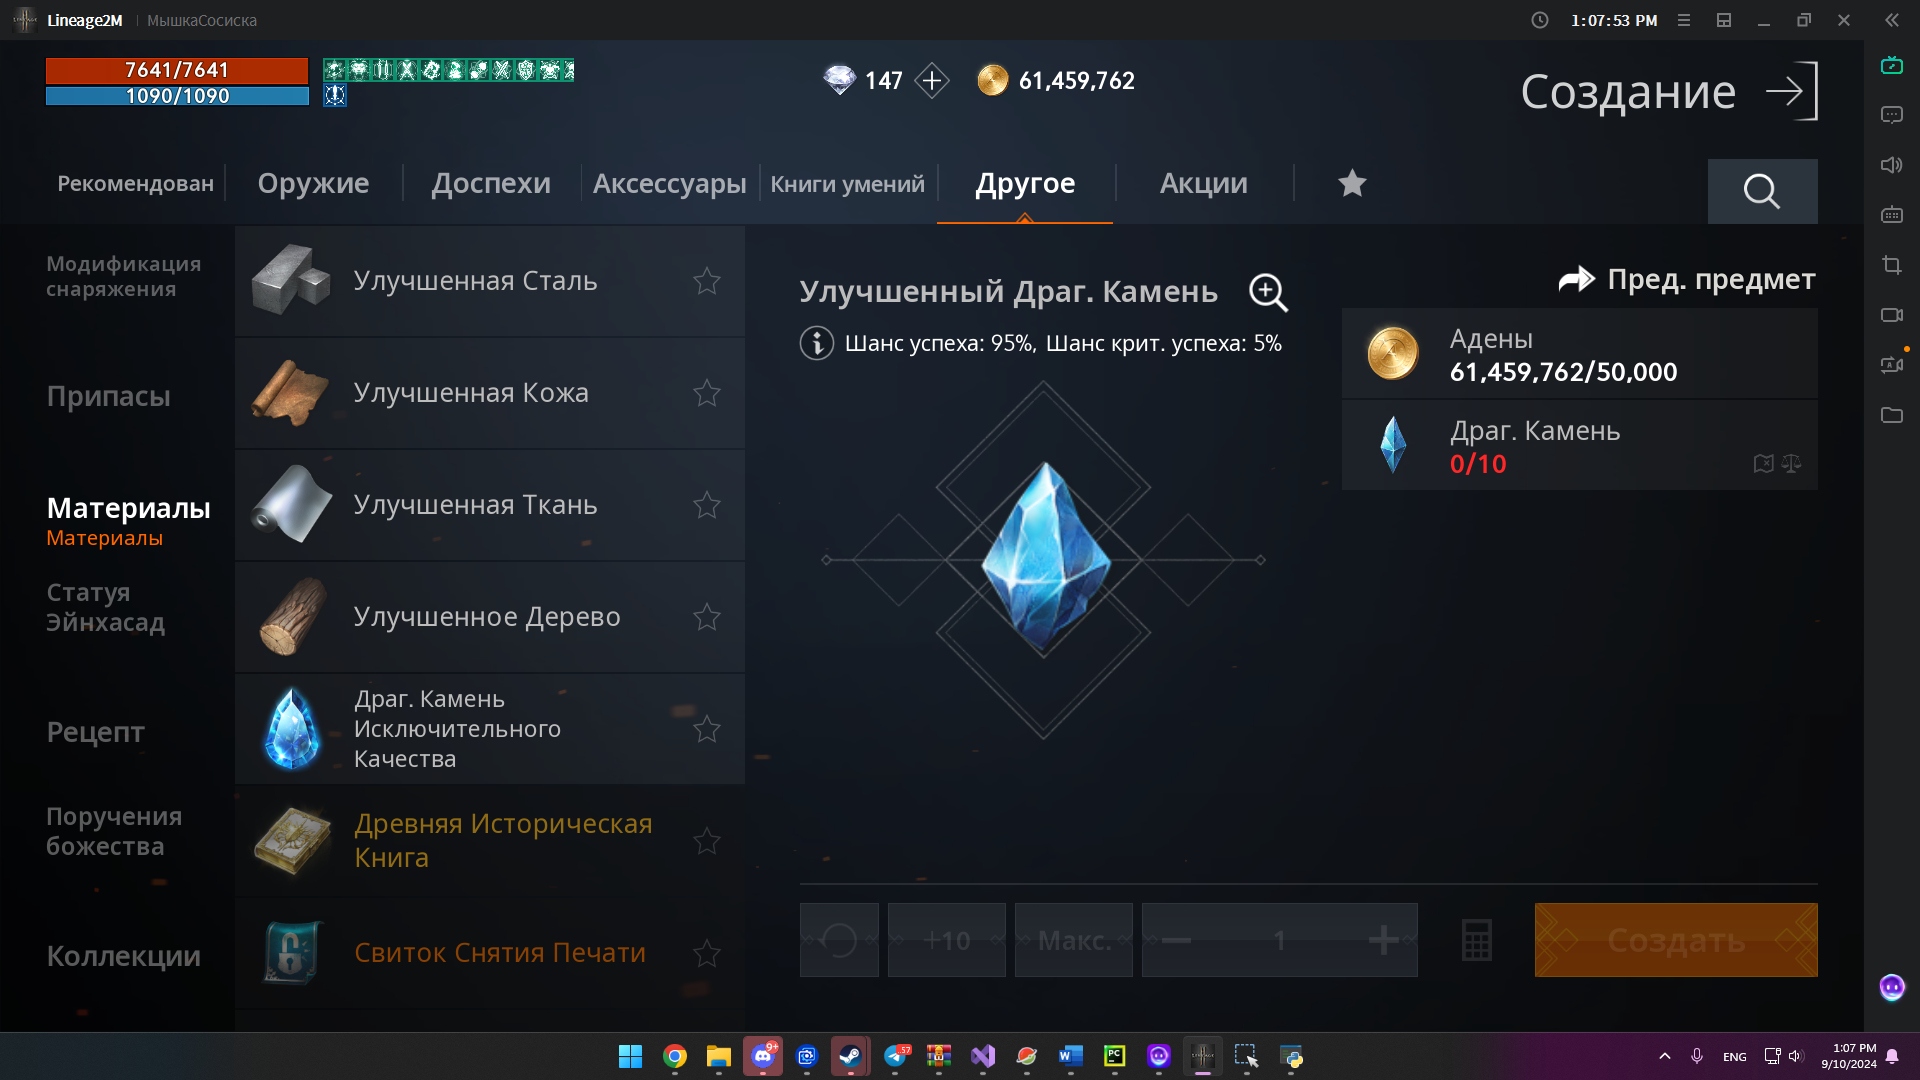 Lineage2M
МышкаСосиска
1:07:53 PM
7641/7641
1090/1090
147
61,459,762
Создание
Рекомендован
Оружие
Доспехи
Аксессуары
Книги умений
Другое
Акции
Модификация
снаряжения
Припасы
Материалы
Материалы
Статуя
Эйнхасад
Рецепт
Поручения
божества
Коллекции
Улучшенная Сталь
Улучшенная Кожа
Улучшенная Ткань
Улучшенное Дерево
Драг. Камень
Исключительного
Качества
Древняя Историческая
Книга
Свиток Снятия Печати
Улучшенный Драг. Камень
Шанс успеха: 95%, Шанс крит. успеха: 5%
Пред. предмет
Адены
61,459,762/50,000
Драг. Камень
0/10
+10
Макс.
1
Создать
9+
57
PC
ENG
1:07 PM
9/10/2024